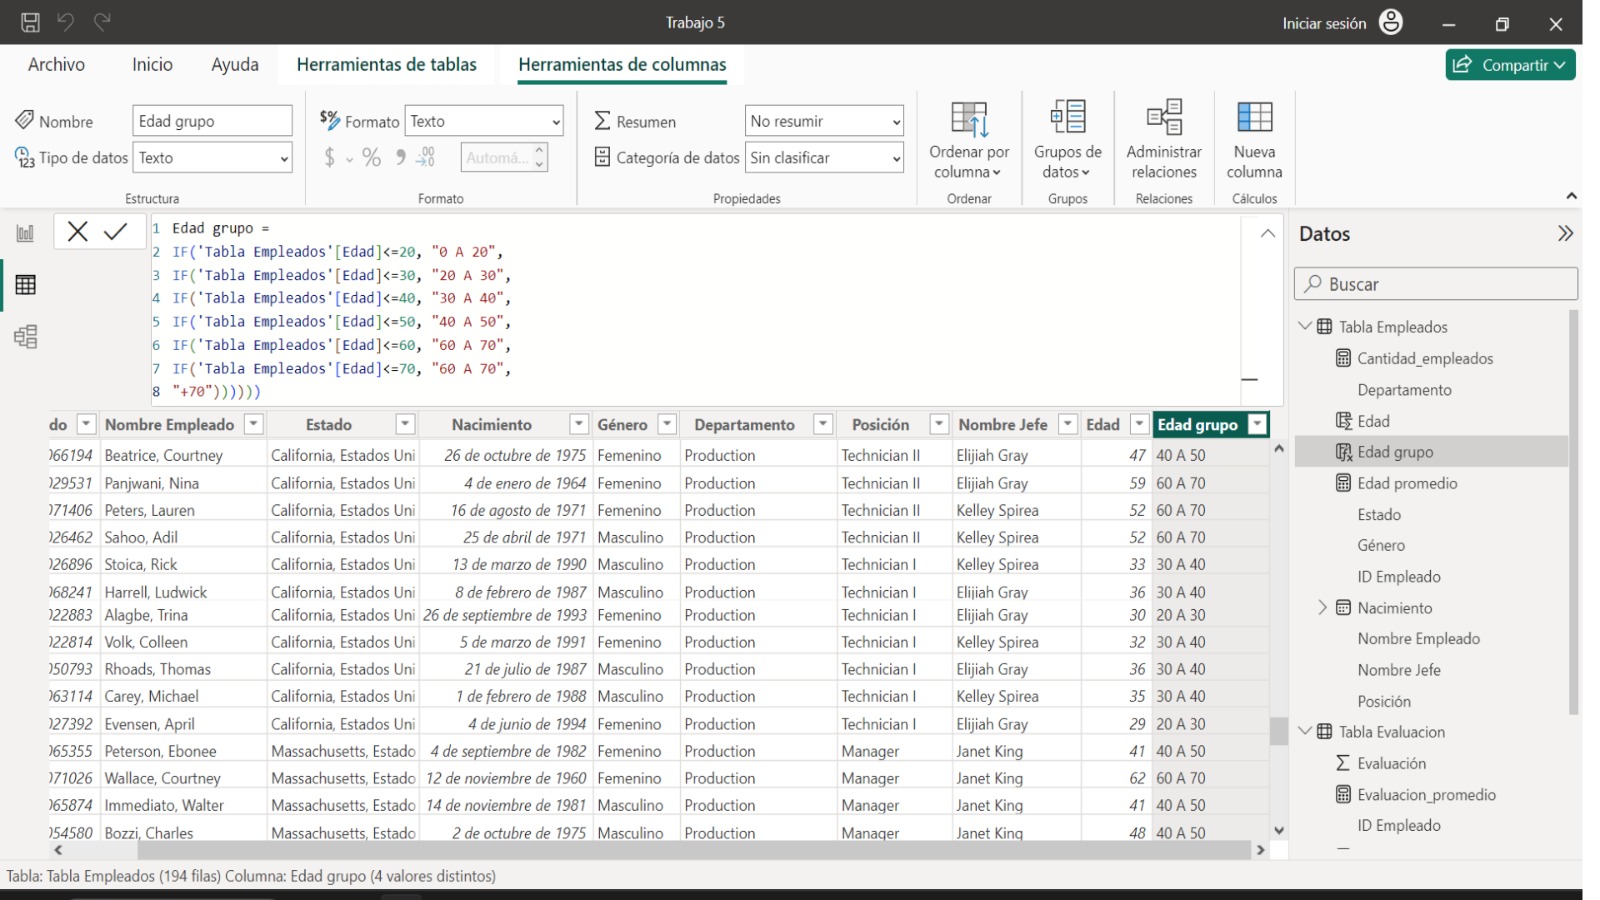 Trabajo 5
Iniciar sesión
Archivo Inicio Ayuda Herramientas de tablas Herramientas de columnas Compartir
Nombre Edad grupo
Tipo de datos Texto
Estructura
Formato Texto
$ % 9 .00 →.0 Automá...
Formato
Resumen No resumir
Categoría de datos Sin clasificar
Propiedades
Ordenar por
columna
Ordenar
Grupos de
datos
Grupos
Administrar
relaciones
Relaciones
Nueva
columna
Cálculos
1 Edad grupo =
2 IF('Tabla Empleados'[Edad]<=20, "0 A 20",
3 IF('Tabla Empleados'[Edad]<=30, "20 A 30",
4 IF('Tabla Empleados'[Edad]<=40, "30 A 40",
5 IF('Tabla Empleados'[Edad]<=50, "40 A 50",
6 IF('Tabla Empleados'[Edad]<=60, "60 A 70",
7 IF('Tabla Empleados'[Edad]<=70, "60 A 70",
8 "+70"))))))
do Nombre Empleado Estado Nacimiento Género Departamento Posición Nombre Jefe Edad Edad grupo
066194 Beatrice, Courtney California, Estados Uni 26 de octubre de 1975 Femenino Production Technician II Elijiah Gray 47 40 A 50
029531 Panjwani, Nina California, Estados Uni 4 de enero de 1964 Femenino Production Technician II Elijiah Gray 59 60 A 70
071406 Peters, Lauren California, Estados Uni 16 de agosto de 1971 Femenino Production Technician II Kelley Spirea 52 60 A 70
026462 Sahoo, Adil California, Estados Uni 25 de abril de 1971 Masculino Production Technician II Kelley Spirea 52 60 A 70
026896 Stoica, Rick California, Estados Uni 13 de marzo de 1990 Masculino Production Technician I Kelley Spirea 33 30 A 40
068241 Harrell, Ludwick California, Estados Uni 8 de febrero de 1987 Masculino Production Technician I Elijiah Gray 36 30 A 40
022883 Alagbe, Trina California, Estados Uni 26 de septiembre de 1993 Femenino Production Technician I Elijiah Gray 30 20 A 30
022814 Volk, Colleen California, Estados Uni 5 de marzo de 1991 Femenino Production Technician I Kelley Spirea 32 30 A 40
050793 Rhoads, Thomas California, Estados Uni 21 de julio de 1987 Masculino Production Technician I Elijiah Gray 36 30 A 40
063114 Carey, Michael California, Estados Uni 1 de febrero de 1988 Masculino Production Technician I Kelley Spirea 35 30 A 40
027392 Evensen, April California, Estados Uni 4 de junio de 1994 Femenino Production Technician I Elijiah Gray 29 20 A 30
065355 Peterson, Ebonee Massachusetts, Estado 4 de septiembre de 1982 Femenino Production Manager Janet King 41 40 A 50
071026 Wallace, Courtney Massachusetts, Estado 12 de noviembre de 1960 Femenino Production Manager Janet King 62 60 A 70
065874 Immediato, Walter Massachusetts, Estado 14 de noviembre de 1981 Masculino Production Manager Janet King 41 40 A 50
054580 Bozzi, Charles Massachusetts, Estado 2 de octubre de 1975 Masculino Production Manager Janet King 48 40 A 50
Datos
Buscar
Tabla Empleados
Cantidad_empleados
Departamento
Edad
Edad grupo
Edad promedio
Estado
Género
ID Empleado
Nacimiento
Nombre Empleado
Nombre Jefe
Posición
Tabla Evaluacion
Evaluación
Evaluacion_promedio
ID Empleado
Tabla: Tabla Empleados (194 filas) Columna: Edad grupo (4 valores distintos)